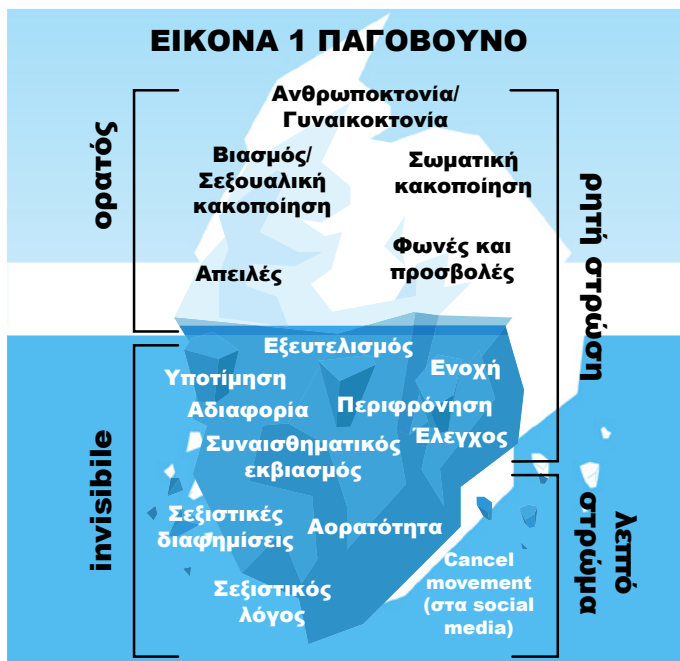 ΕΙΚΟΝΑ 1 ΠΑΓΟΒΟΥΝΟ
ορατός
Ανθρωποκτονία/
Γυναικοκτονία
Βιασμός/
Σεξουαλική
κακοποίηση
Σωματική
κακοποίηση
Απειλές
Φωνές και
προσβολές
ρητή στρώση
invisibile
Εξευτελισμός
Υποτίμηση
Ενοχή
Αδιαφορία
Περιφρόνηση
Συναισθηματικός
εκβιασμός
Έλεγχος
Σεξιστικές
διαφημίσεις
Αορατότητα
Σεξιστικός
λόγος
Cancel
movement
(στα social
media)
λεπτό
στρώμα